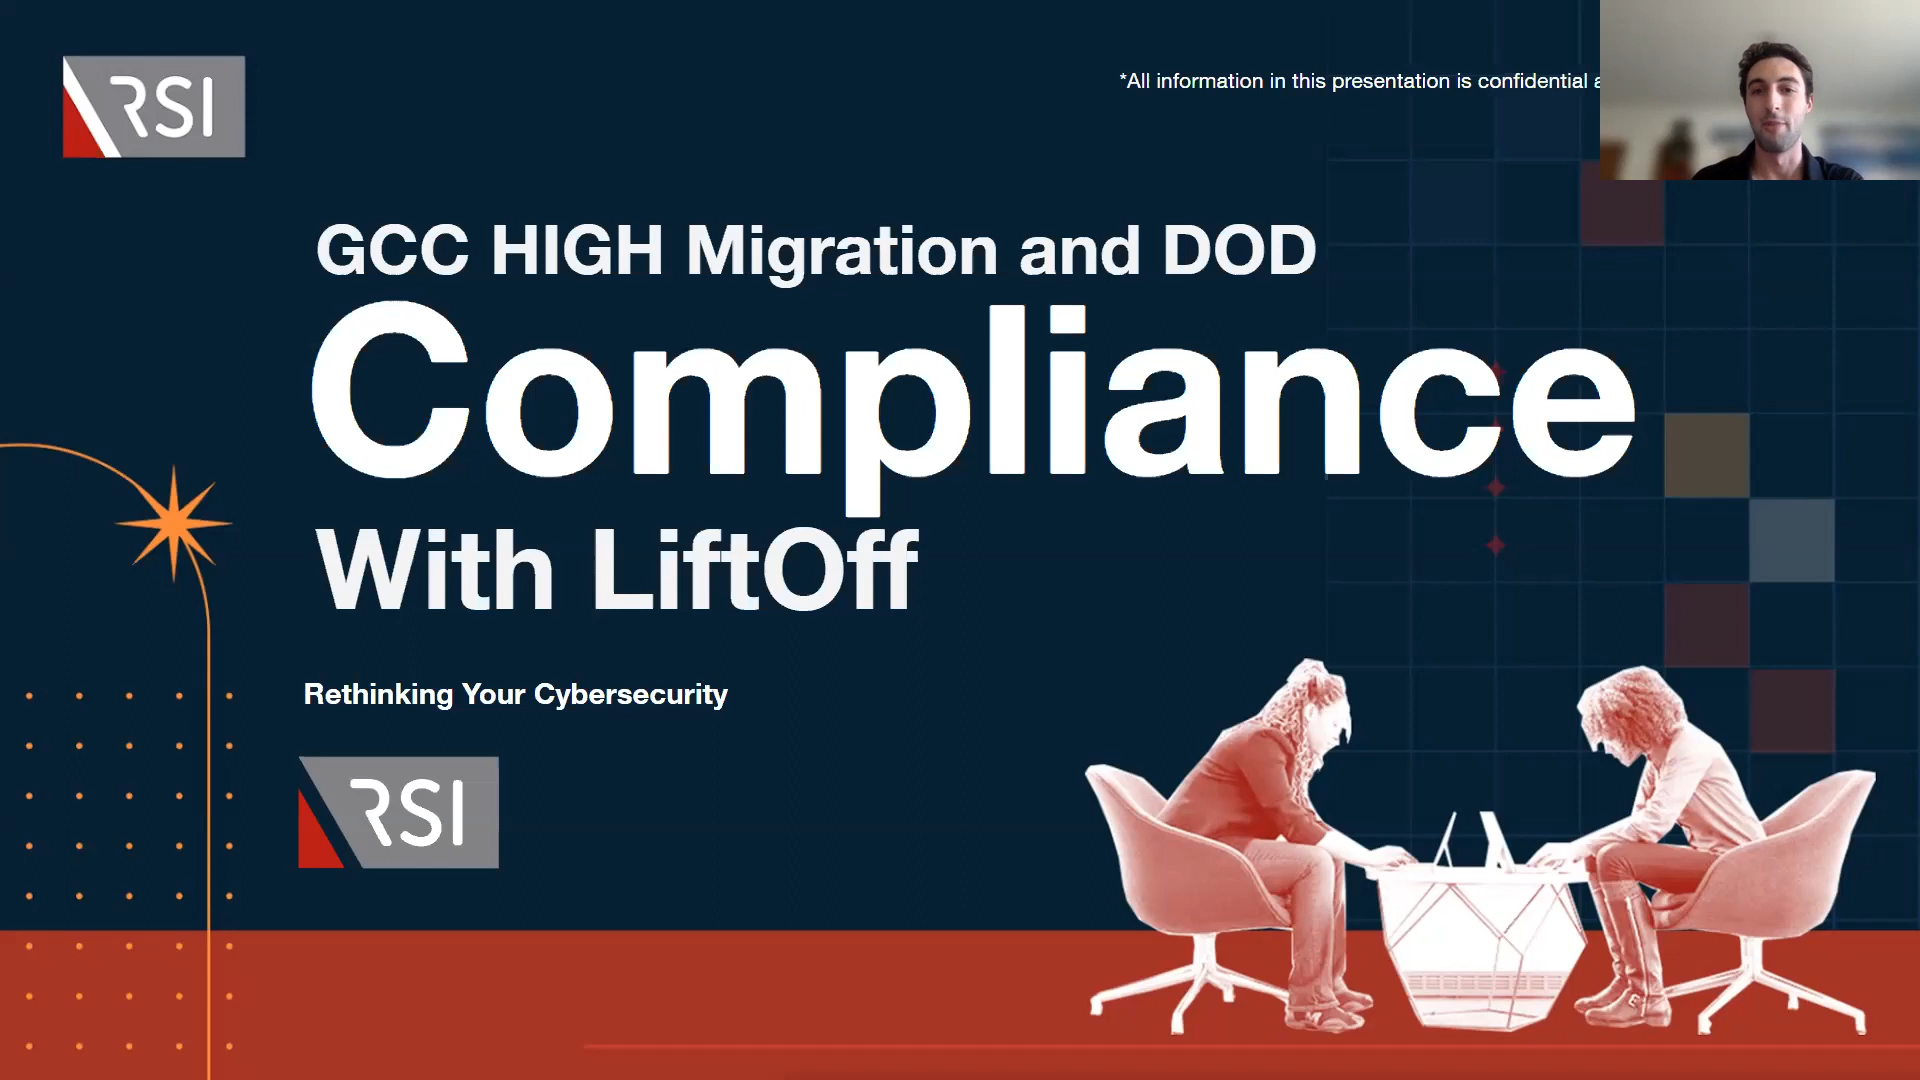 RSI
*All information in this presentation is confidential
GCC HIGH Migration and DOD
Compliance
With LiftOff
Rethinking Your Cybersecurity
RSI